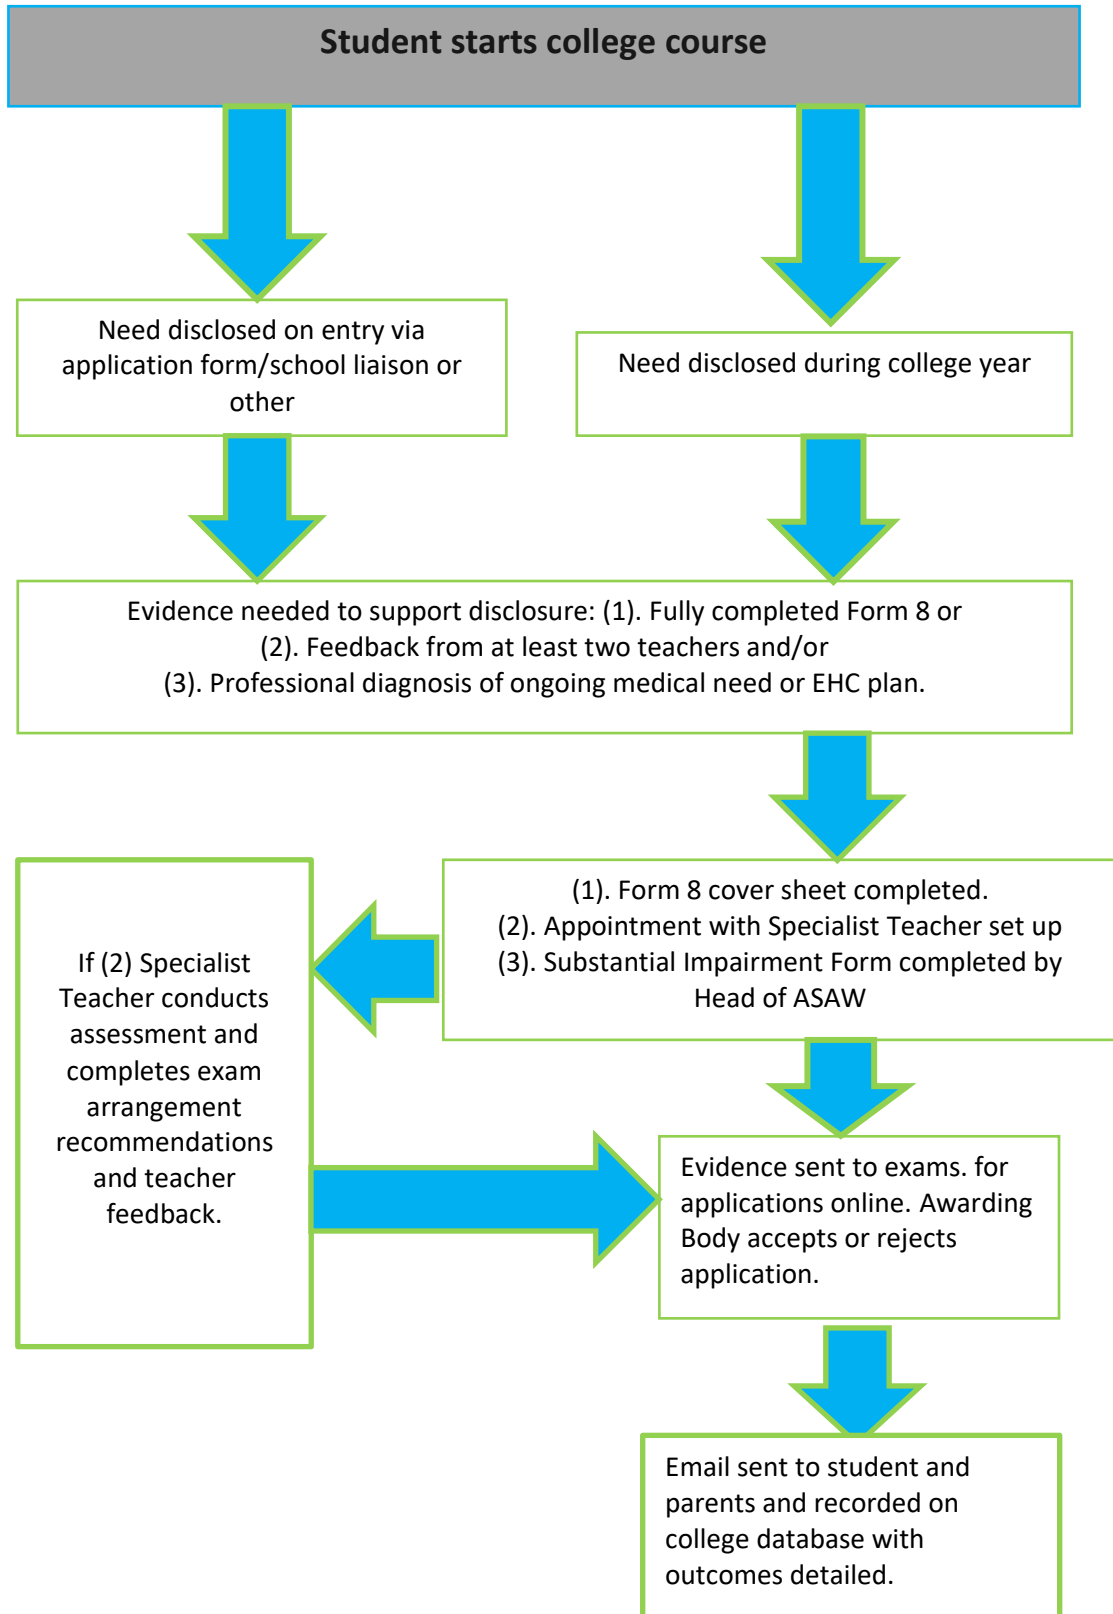 Student starts college course
Need disclosed on entry via
application form/school liaison or
other
Need disclosed during college year
Evidence needed to support disclosure: (1). Fully completed Form 8 or
(2). Feedback from at least two teachers and/or
(3). Professional diagnosis of ongoing medical need or EHC plan.
(1). Form 8 cover sheet completed.
(2). Appointment with Specialist Teacher set up
(3). Substantial Impairment Form completed by
Head of ASAW
If (2) Specialist
Teacher conducts
assessment and
completes exam
arrangement
recommendations
and teacher
feedback.
Evidence sent to exams. for
applications online. Awarding
Body accepts or rejects
application.
Email sent to student and
parents and recorded on
college database with
outcomes detailed.